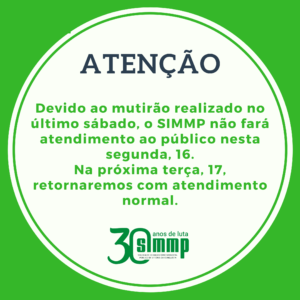 ATENÇÃO
Devido ao mutirão realizado no
último sábado, o SIMMP não fará
atendimento ao público nesta
segunda, 16.
Na próxima terça, 17,
retornaremos com atendimento
normal.
30 anos de luta
simmp